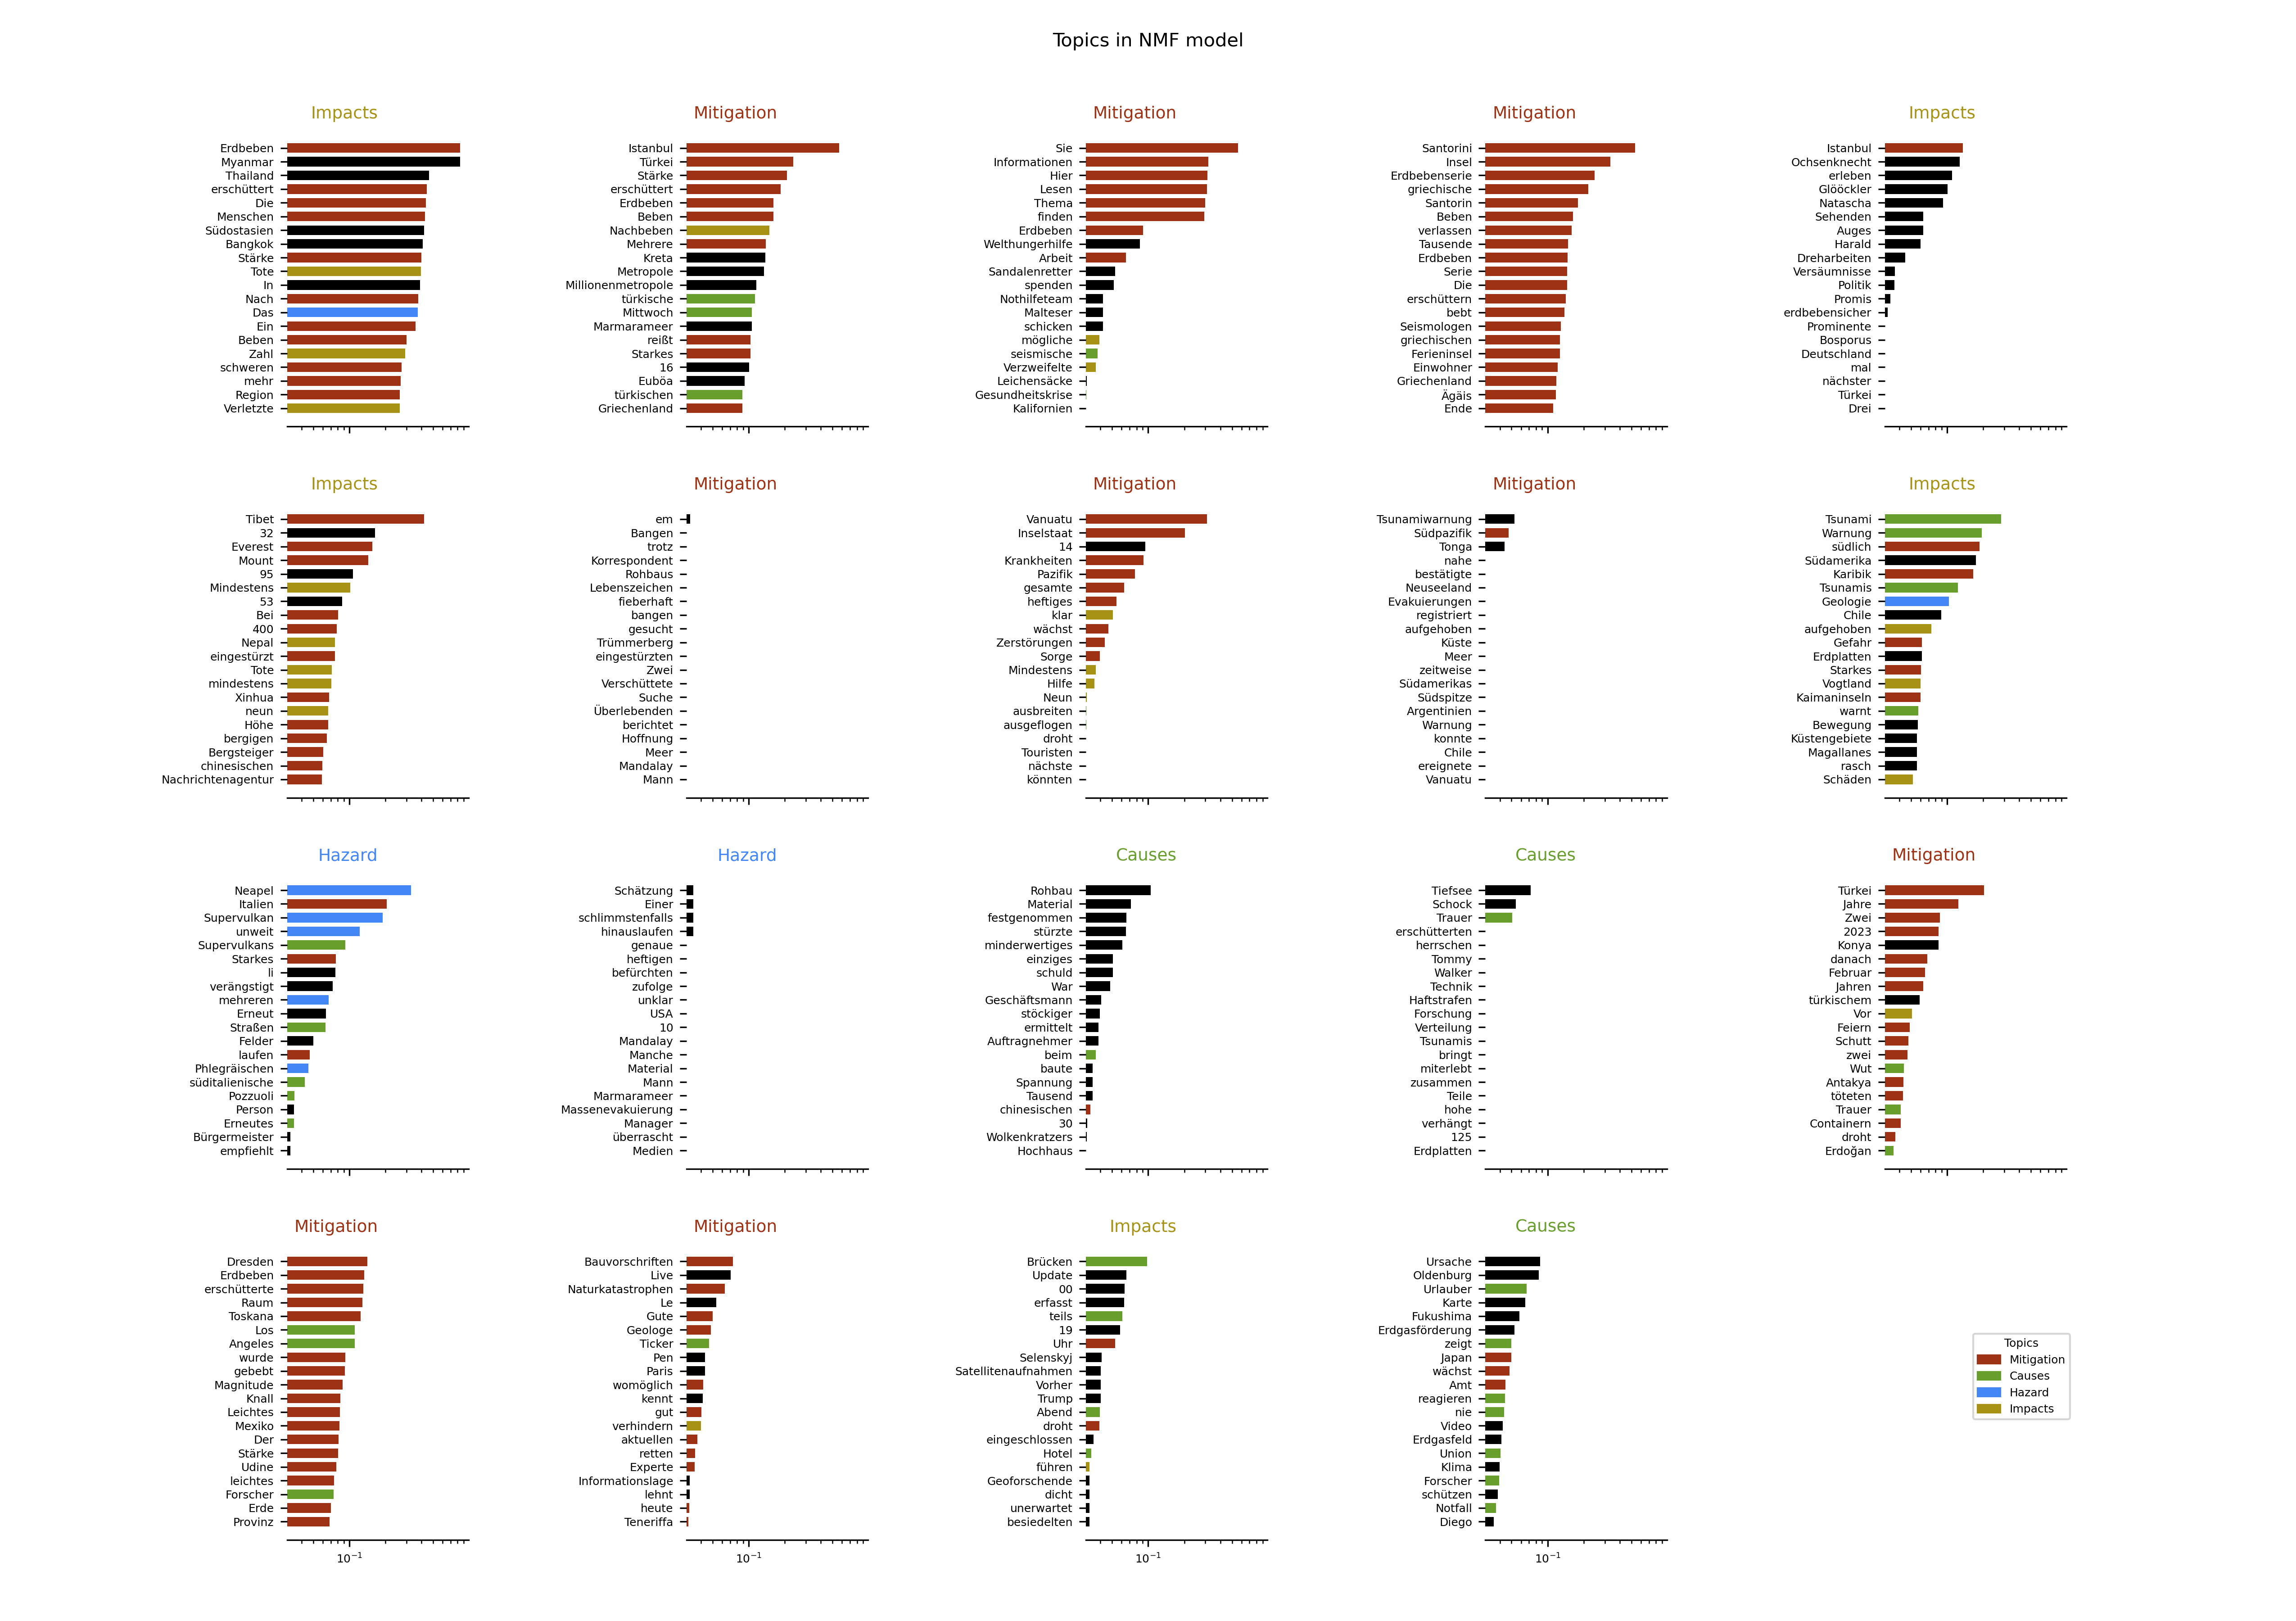 Topics in NMF model
Impacts
Erdbeben
Myanmar
Thailand
erschüttert
Die
Menschen
Südostasien
Bangkok
Stärke
Tote
In
Nach
Das
Ein
Beben
Zahl
schweren
mehr
Region
Verletzte
Mitigation
Istanbul
Türkei
Stärke
erschüttert
Erdbeben
Beben
Nachbeben
Mehrere
Kreta
Metropole
Millionenmetropole
türkische
Mittwoch
Marmarameer
reißt
Starkes
16
Euböa
türkischen
Griechenland
Mitigation
Sie
Informationen
Hier
Lesen
Thema
finden
Erdbeben
Welthungerhilfe
Arbeit
Sandalenretter
spenden
Nothilfeteam
Malteser
schicken
mögliche
seismische
Verzweifelte
Leichensäcke
Gesundheitskrise
Kalifornien
Mitigation
Santorini
Insel
Erdbebenserie
griechische
Santorin
Beben
verlassen
Tausende
Erdbeben
Serie
Die
erschüttern
bebt
Seismologen
griechischen
Ferieninsel
Einwohner
Griechenland
Ägäis
Ende
Impacts
Istanbul
Ochsenknecht
erleben
Glööckler
Natascha
Sehenden
Auges
Harald
Dreharbeiten
Versäumnisse
Politik
Promis
erdbebensicher
Prominente
Bosporus
Deutschland
mal
nächster
Türkei
Drei
Impacts
Tibet
32
Everest
Mount
95
Mindestens
53
Bei
400
Nepal
eingestürzt
Tote
mindestens
Xinhua
neun
Höhe
bergigen
Bergsteiger
chinesischen
Nachrichtenagentur
Mitigation
em
Bangen
trotz
Korrespondent
Rohbaus
Lebenszeichen
fieberhaft
bangen
gesucht
Trümmerberg
eingestürzten
Zwei
Verschüttete
Suche
Überlebenden
berichtet
Hoffnung
Meer
Mandalay
Mann
Mitigation
Vanuatu
Inselstaat
14
Krankheiten
Pazifik
gesamte
heftiges
klar
wächst
Zerstörungen
Sorge
Mindestens
Hilfe
Neun
ausbreiten
ausgeflogen
droht
Touristen
nächste
könnten
Mitigation
Tsunamiwarnung
Südpazifik
Tonga
nahe
bestätigte
Neuseeland
Evakuierungen
registriert
aufgehoben
Küste
Meer
zeitweise
Südamerikas
Südspitze
Argentinien
Warnung
konnte
Chile
ereignete
Vanuatu
Impacts
Tsunami
Warnung
südlich
Südamerika
Karibik
Tsunamis
Geologie
Chile
aufgehoben
Gefahr
Erdplatten
Starkes
Vogtland
Kaimaninseln
warnt
Bewegung
Küstengebiete
Magallanes
rasch
Schäden
Hazard
Neapel
Italien
Supervulkan
unweit
Supervulkans
Starkes
li
verängstigt
mehreren
Erneut
Straßen
Felder
laufen
Phlegräischen
süditalienische
Pozzuoli
Person
Erneutes
Bürgermeister
empfiehlt
Hazard
Schätzung
Einer
schlimmstenfalls
hinauslaufen
genaue
heftigen
befürchten
zufolge
unklar
USA
10
Mandalay
Manche
Material
Mann
Marmarameer
Massenevakuierung
Manager
überrascht
Medien
Causes
Rohbau
Material
festgenommen
stürzte
minderwertiges
einziges
schuld
War
Geschäftsmann
stöckiger
ermittelt
Auftragnehmer
beim
baute
Spannung
Tausend
chinesischen
30
Wolkenkratzers
Hochhaus
Causes
Tiefsee
Schock
Trauer
erschütterten
herrschen
Tommy
Walker
Technik
Haftstrafen
Forschung
Verteilung
Tsunamis
bringt
miterlebt
zusammen
Teile
hohe
verhängt
125
Erdplatten
Mitigation
Türkei
Jahre
Zwei
2023
Konya
danach
Februar
Jahren
türkischem
Vor
Feiern
Schutt
zwei
Wut
Antakya
töteten
Trauer
Containern
droht
Erdoğan
Mitigation
Dresden
Erdbeben
erschütterte
Raum
Toskana
Los
Angeles
wurde
gebebt
Magnitude
Knall
Leichtes
Mexiko
Der
Stärke
Udine
leichtes
Forscher
Erde
Provinz
10⁻¹
Mitigation
Bauvorschriften
Live
Naturkatastrophen
Le
Gute
Geologe
Ticker
Pen
Paris
womöglich
kennt
gut
verhindern
aktuellen
retten
Experte
Informationslage
lehnt
heute
Teneriffa
10⁻¹
Impacts
Brücken
Update
00
erfasst
teils
19
Uhr
Selenskyj
Satellitenaufnahmen
Vorher
Trump
Abend
droht
eingeschlossen
Hotel
führen
Geoforschende
dicht
unerwartet
besiedelten
10⁻¹
Causes
Ursache
Oldenburg
Urlauber
Karte
Fukushima
Erdgasförderung
zeigt
Japan
wächst
Amt
reagieren
nie
Video
Erdgasfeld
Union
Klima
Forscher
schützen
Notfall
Diego
10⁻¹
Topics
Mitigation
Causes
Hazard
Impacts